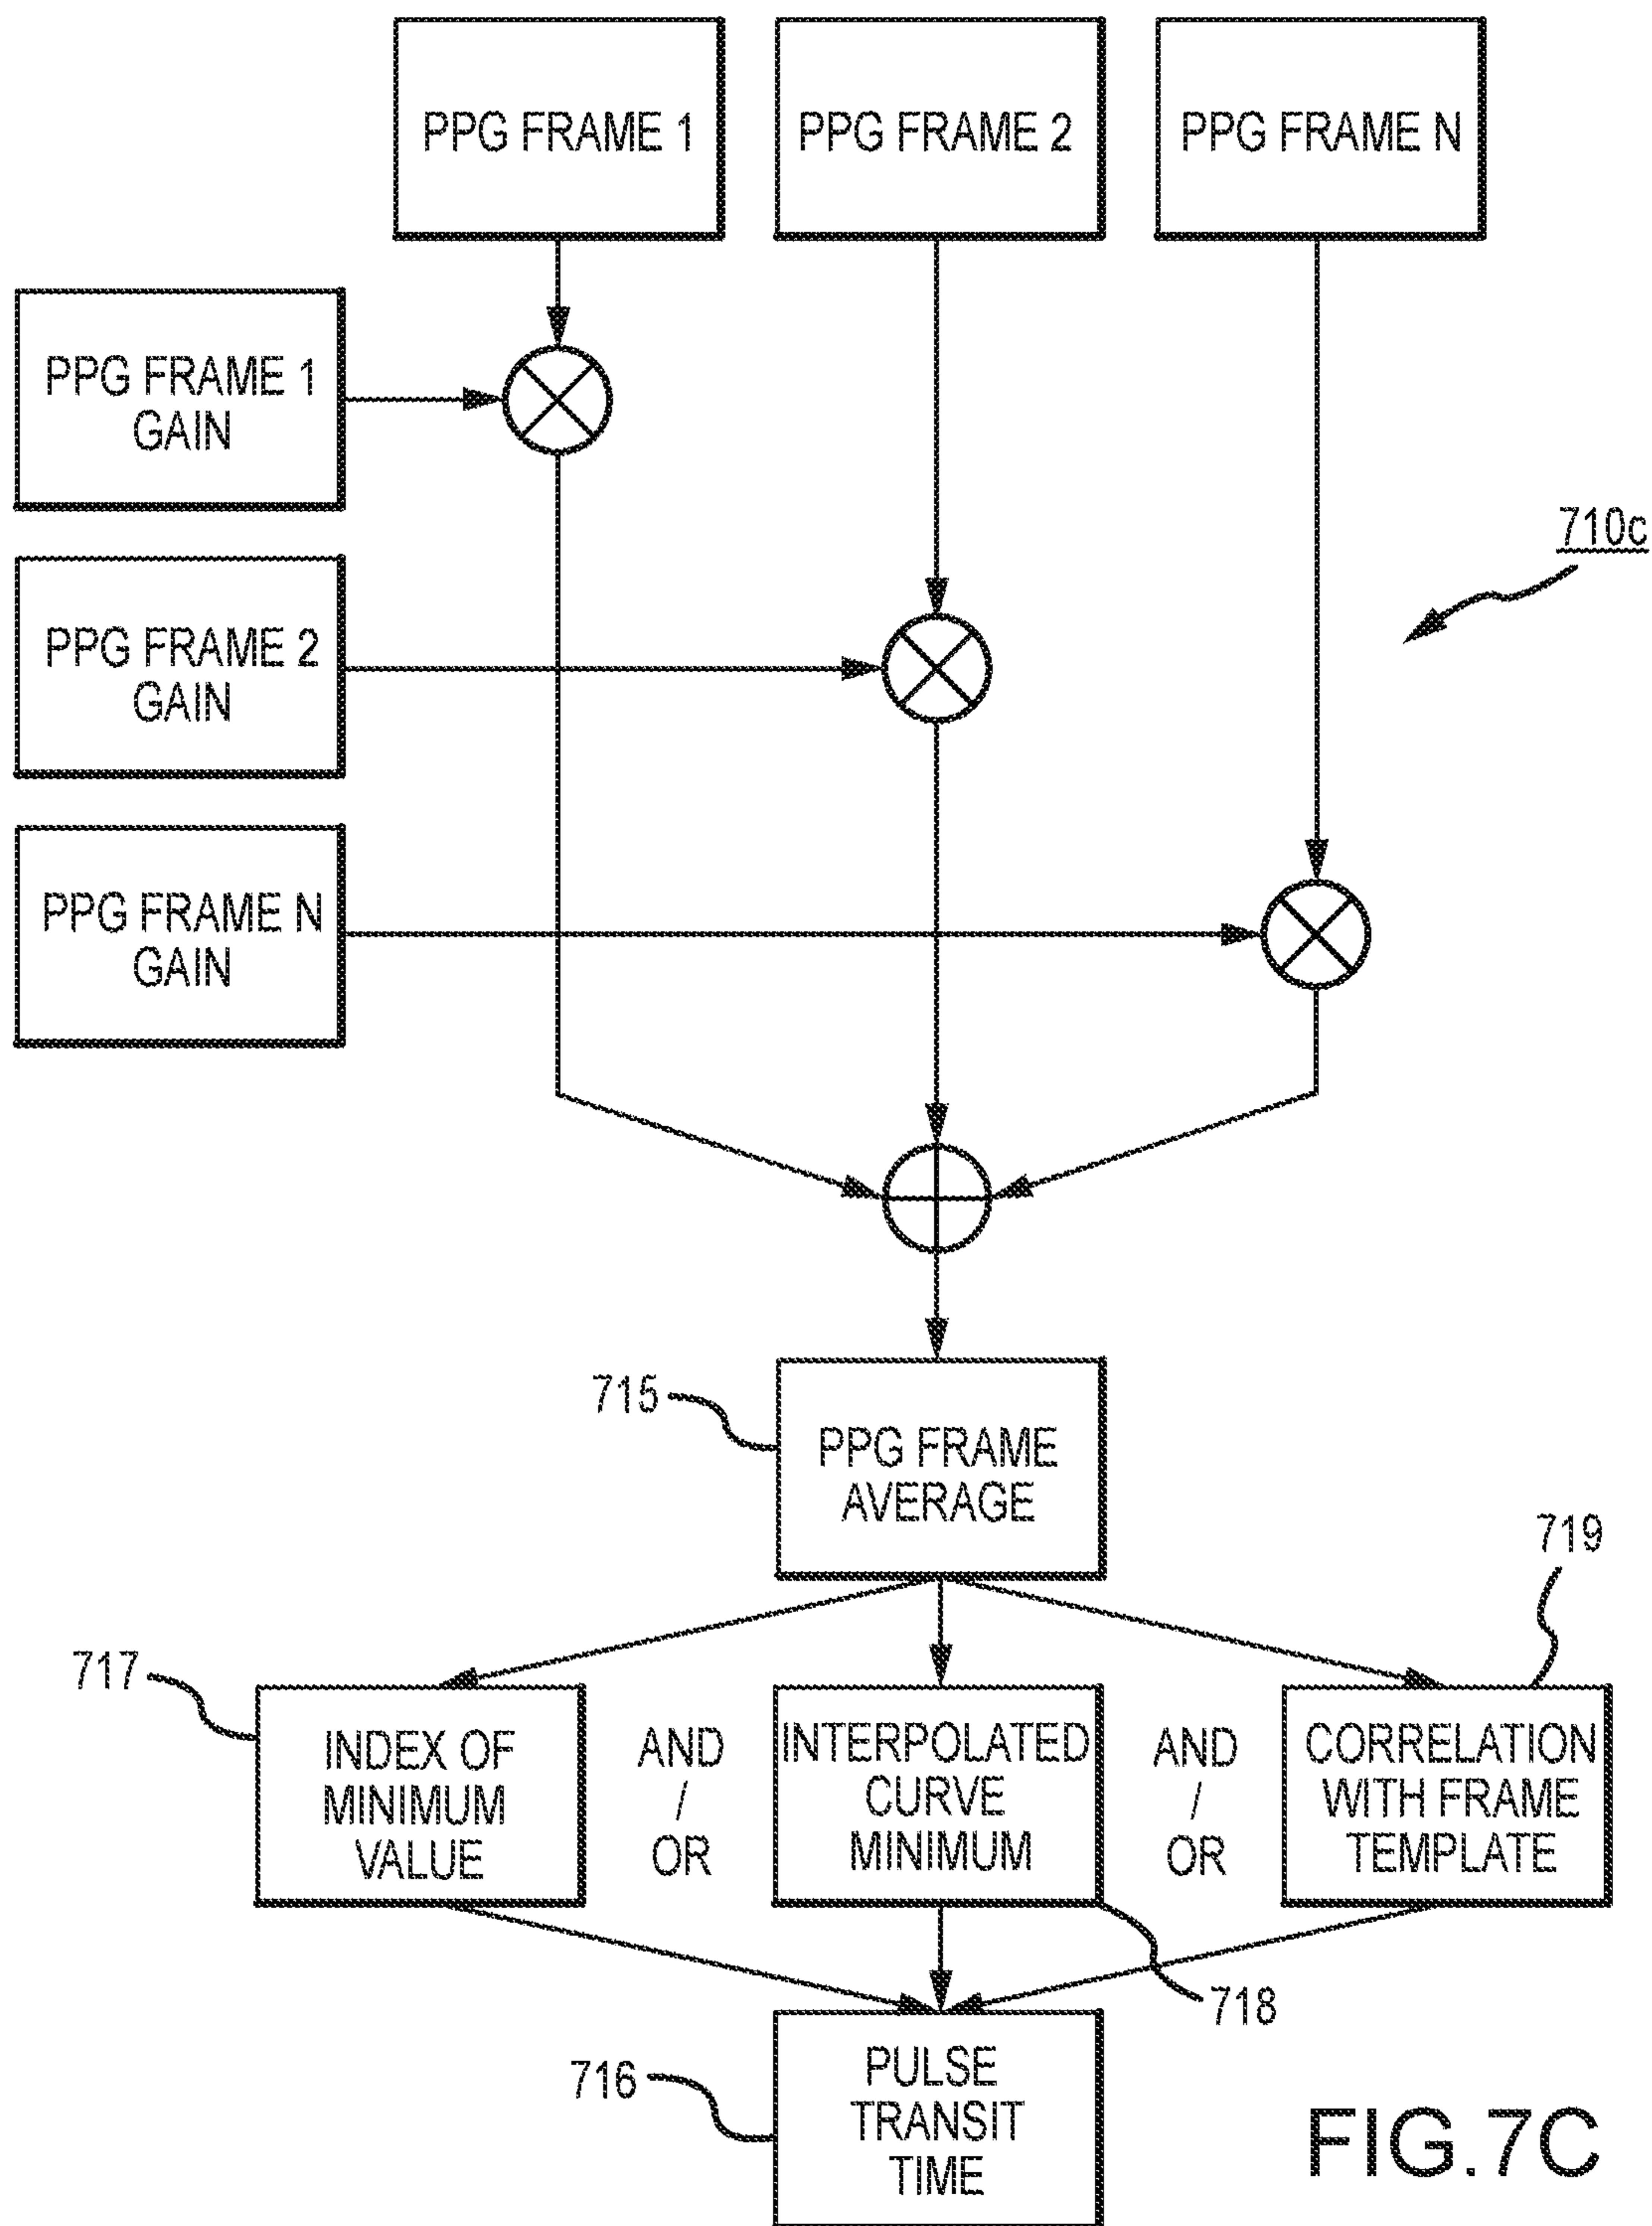 PPG FRAME 1
PPG FRAME 2
PPG FRAME N
PPG FRAME 1
GAIN
710c
PPG FRAME 2
GAIN
PPG FRAME N
GAIN
715
PPG FRAME
AVERAGE
719
717
INDEX OF
MINIMUM
VALUE
AND
/
OR
INTERPOLATED
CURVE
MINIMUM
AND
/
OR
CORRELATION
WITH FRAME
TEMPLATE
718
716
PULSE
TRANSIT
TIME
FIG.7C